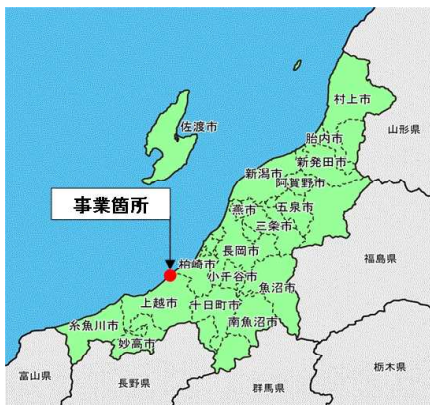 村上市
山形県
佐渡市
胎内市
新発田市
新潟市
阿賀野市
事業箇所
燕市
五泉市
三条市
長岡市
福島県
柏崎市
小千谷市
魚沼市
上越市
十日町市
糸魚川市
南魚沼市
妙高市
栃木県
富山県
長野県
群馬県